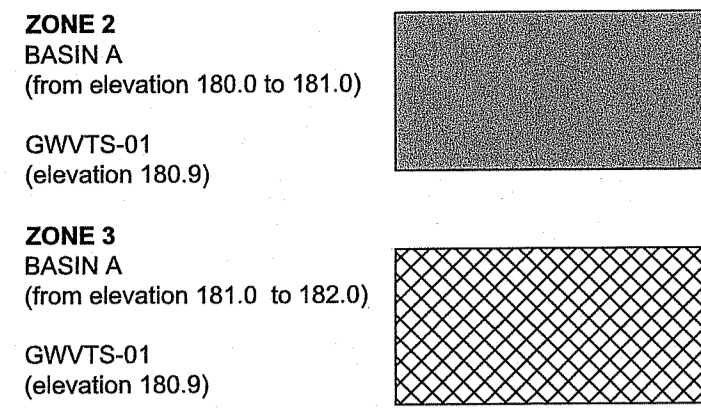 ZONE 2
BASIN A
(from elevation 180.0 to 181.0)
GWVTS-01
(elevation 180.9)
ZONE 3
BASIN A
(from elevation 181.0 to 182.0)
GWVTS-01
(elevation 180.9)